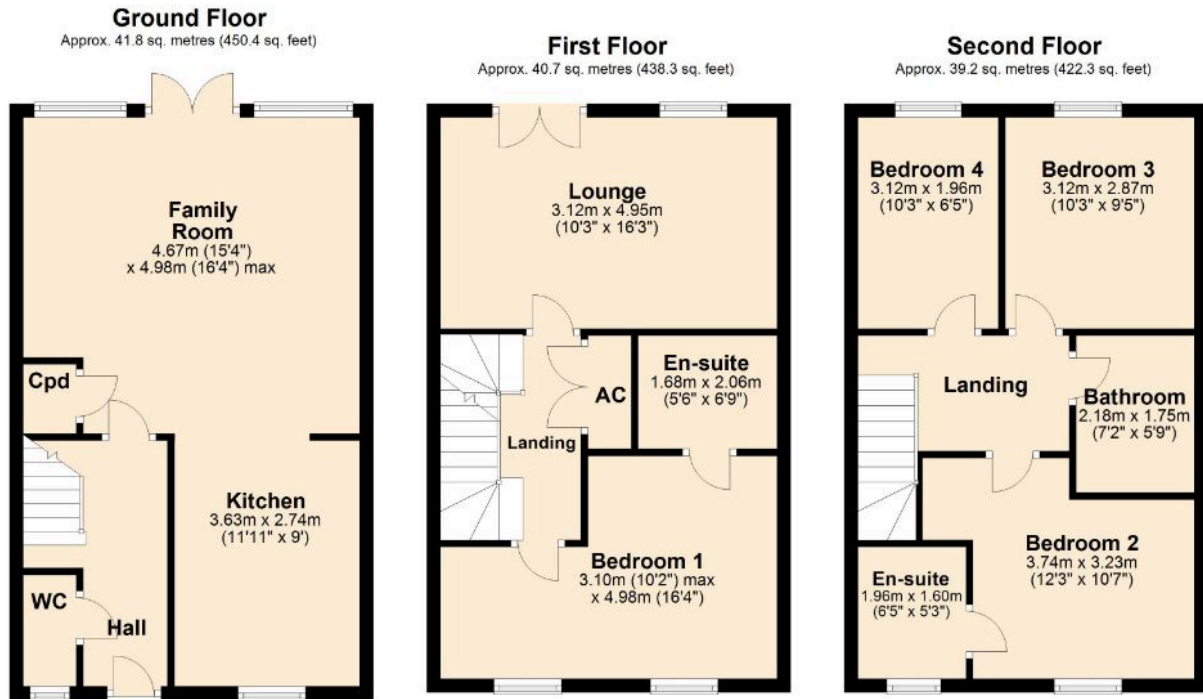 Ground Floor
Approx. 41.8 sq. metres (450.4 sq. feet)
Family
Room
4.67m (15'4")
x 4.98m (16'4") max
Cpd
Kitchen
3.63m x 2.74m
(11'11" x 9')
WC
Hall
First Floor
Approx. 40.7 sq. metres (438.3 sq. feet)
Lounge
3.12m x 4.95m
(10'3" x 16'3")
En-suite
1.68m x 2.06m
(5'6" x 6'9")
AC
Landing
Bedroom 1
3.10m (10'2") max
x 4.98m (16'4")
Second Floor
Approx. 39.2 sq. metres (422.3 sq. feet)
Bedroom 4
3.12m x 1.96m
(10'3" x 6'5")
Bedroom 3
3.12m x 2.87m
(10'3" x 9'5")
Landing
Bathroom
2.18m x 1.75m
(7'2" x 5'9")
Bedroom 2
3.74m x 3.23m
(12'3" x 10'7")
En-suite
1.96m x 1.60m
(6'5" x 5'3")